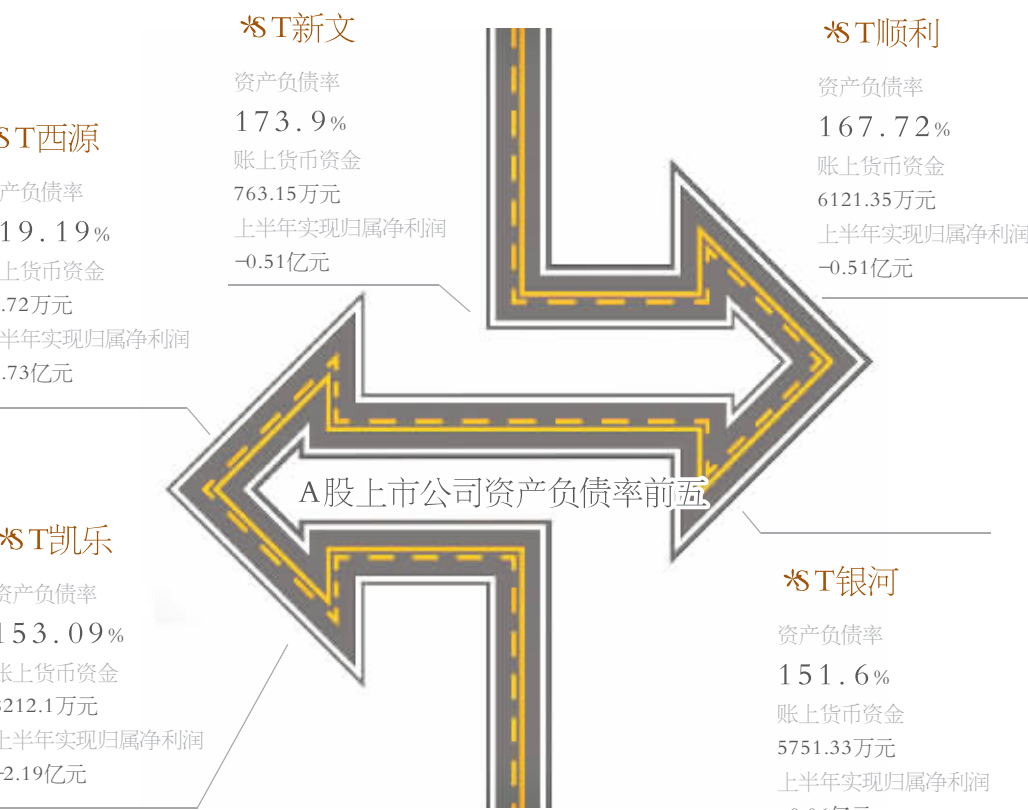 *ST新文
资产负债率
173.9%
账上货币资金
763.15万元
上半年实现归属净利润
-0.51亿元
*ST顺利
资产负债率
167.72%
账上货币资金
6121.35万元
上半年实现归属净利润
-0.51亿元
ST西源
产负债率
19.19%
上货币资金
.72万元
半年实现归属净利润
.73亿元
A股上市公司资产负债率前五
*ST凯乐
资产负债率
153.09%
账上货币资金
212.1万元
上半年实现归属净利润
-2.19亿元
*ST银河
资产负债率
151.6%
账上货币资金
5751.33万元
上半年实现归属净利润